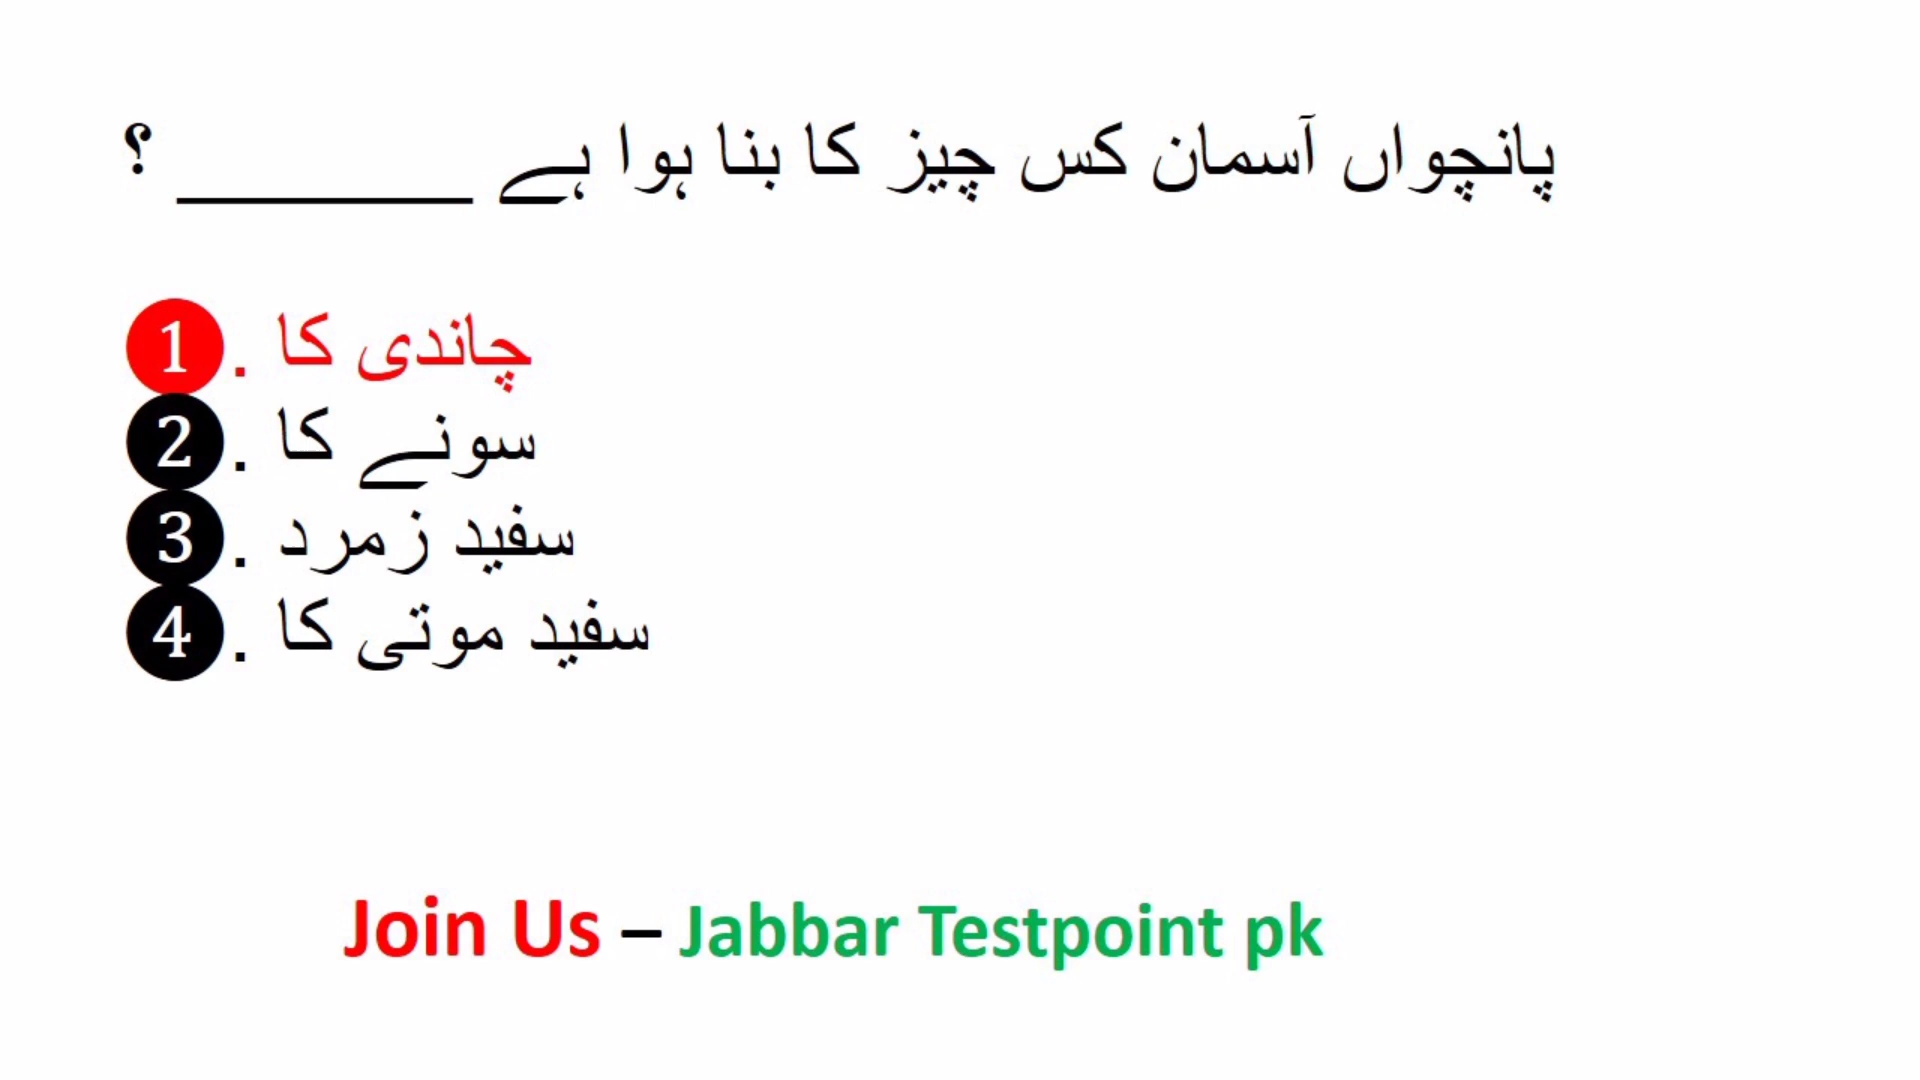 پانچواں آسمان کس چیز کا بنا ہوا ہے ________ ؟
1. چاندی کا
2. سونے کا
3. سفید زمرد
4. سفید موتی کا
Join Us – Jabbar Testpoint pk